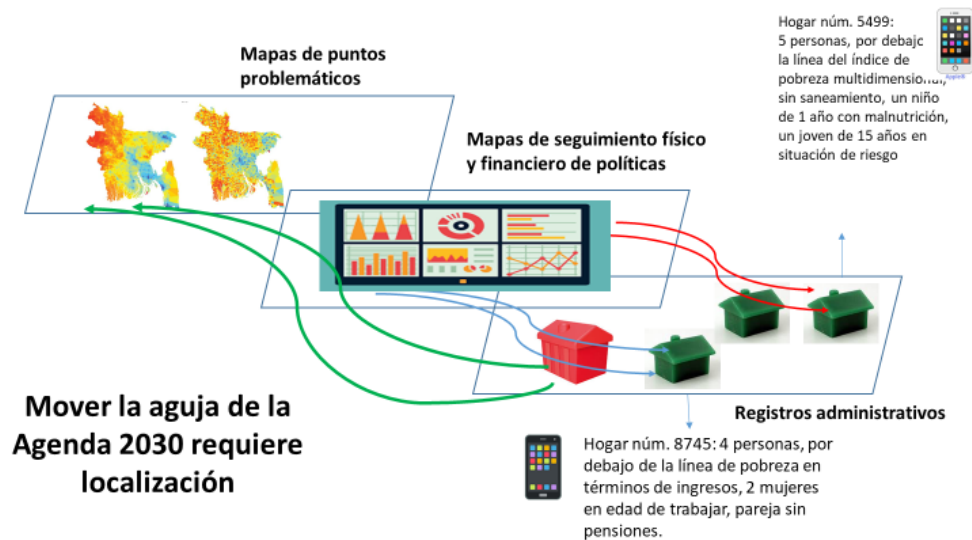 Mapas de puntos
problemáticos
Hogar núm. 5499:
5 personas, por debajo
la línea del índice de
pobreza multidimensional,
sin saneamiento, un niño
de 1 año con malnutrición,
un joven de 15 años en
situación de riesgo
Mapas de seguimiento físico
y financiero de políticas
Mover la aguja de la
Agenda 2030 requiere
localización
Registros administrativos
Hogar núm. 8745: 4 personas, por
debajo de la línea de pobreza en
términos de ingresos, 2 mujeres
en edad de trabajar, pareja sin
pensiones.